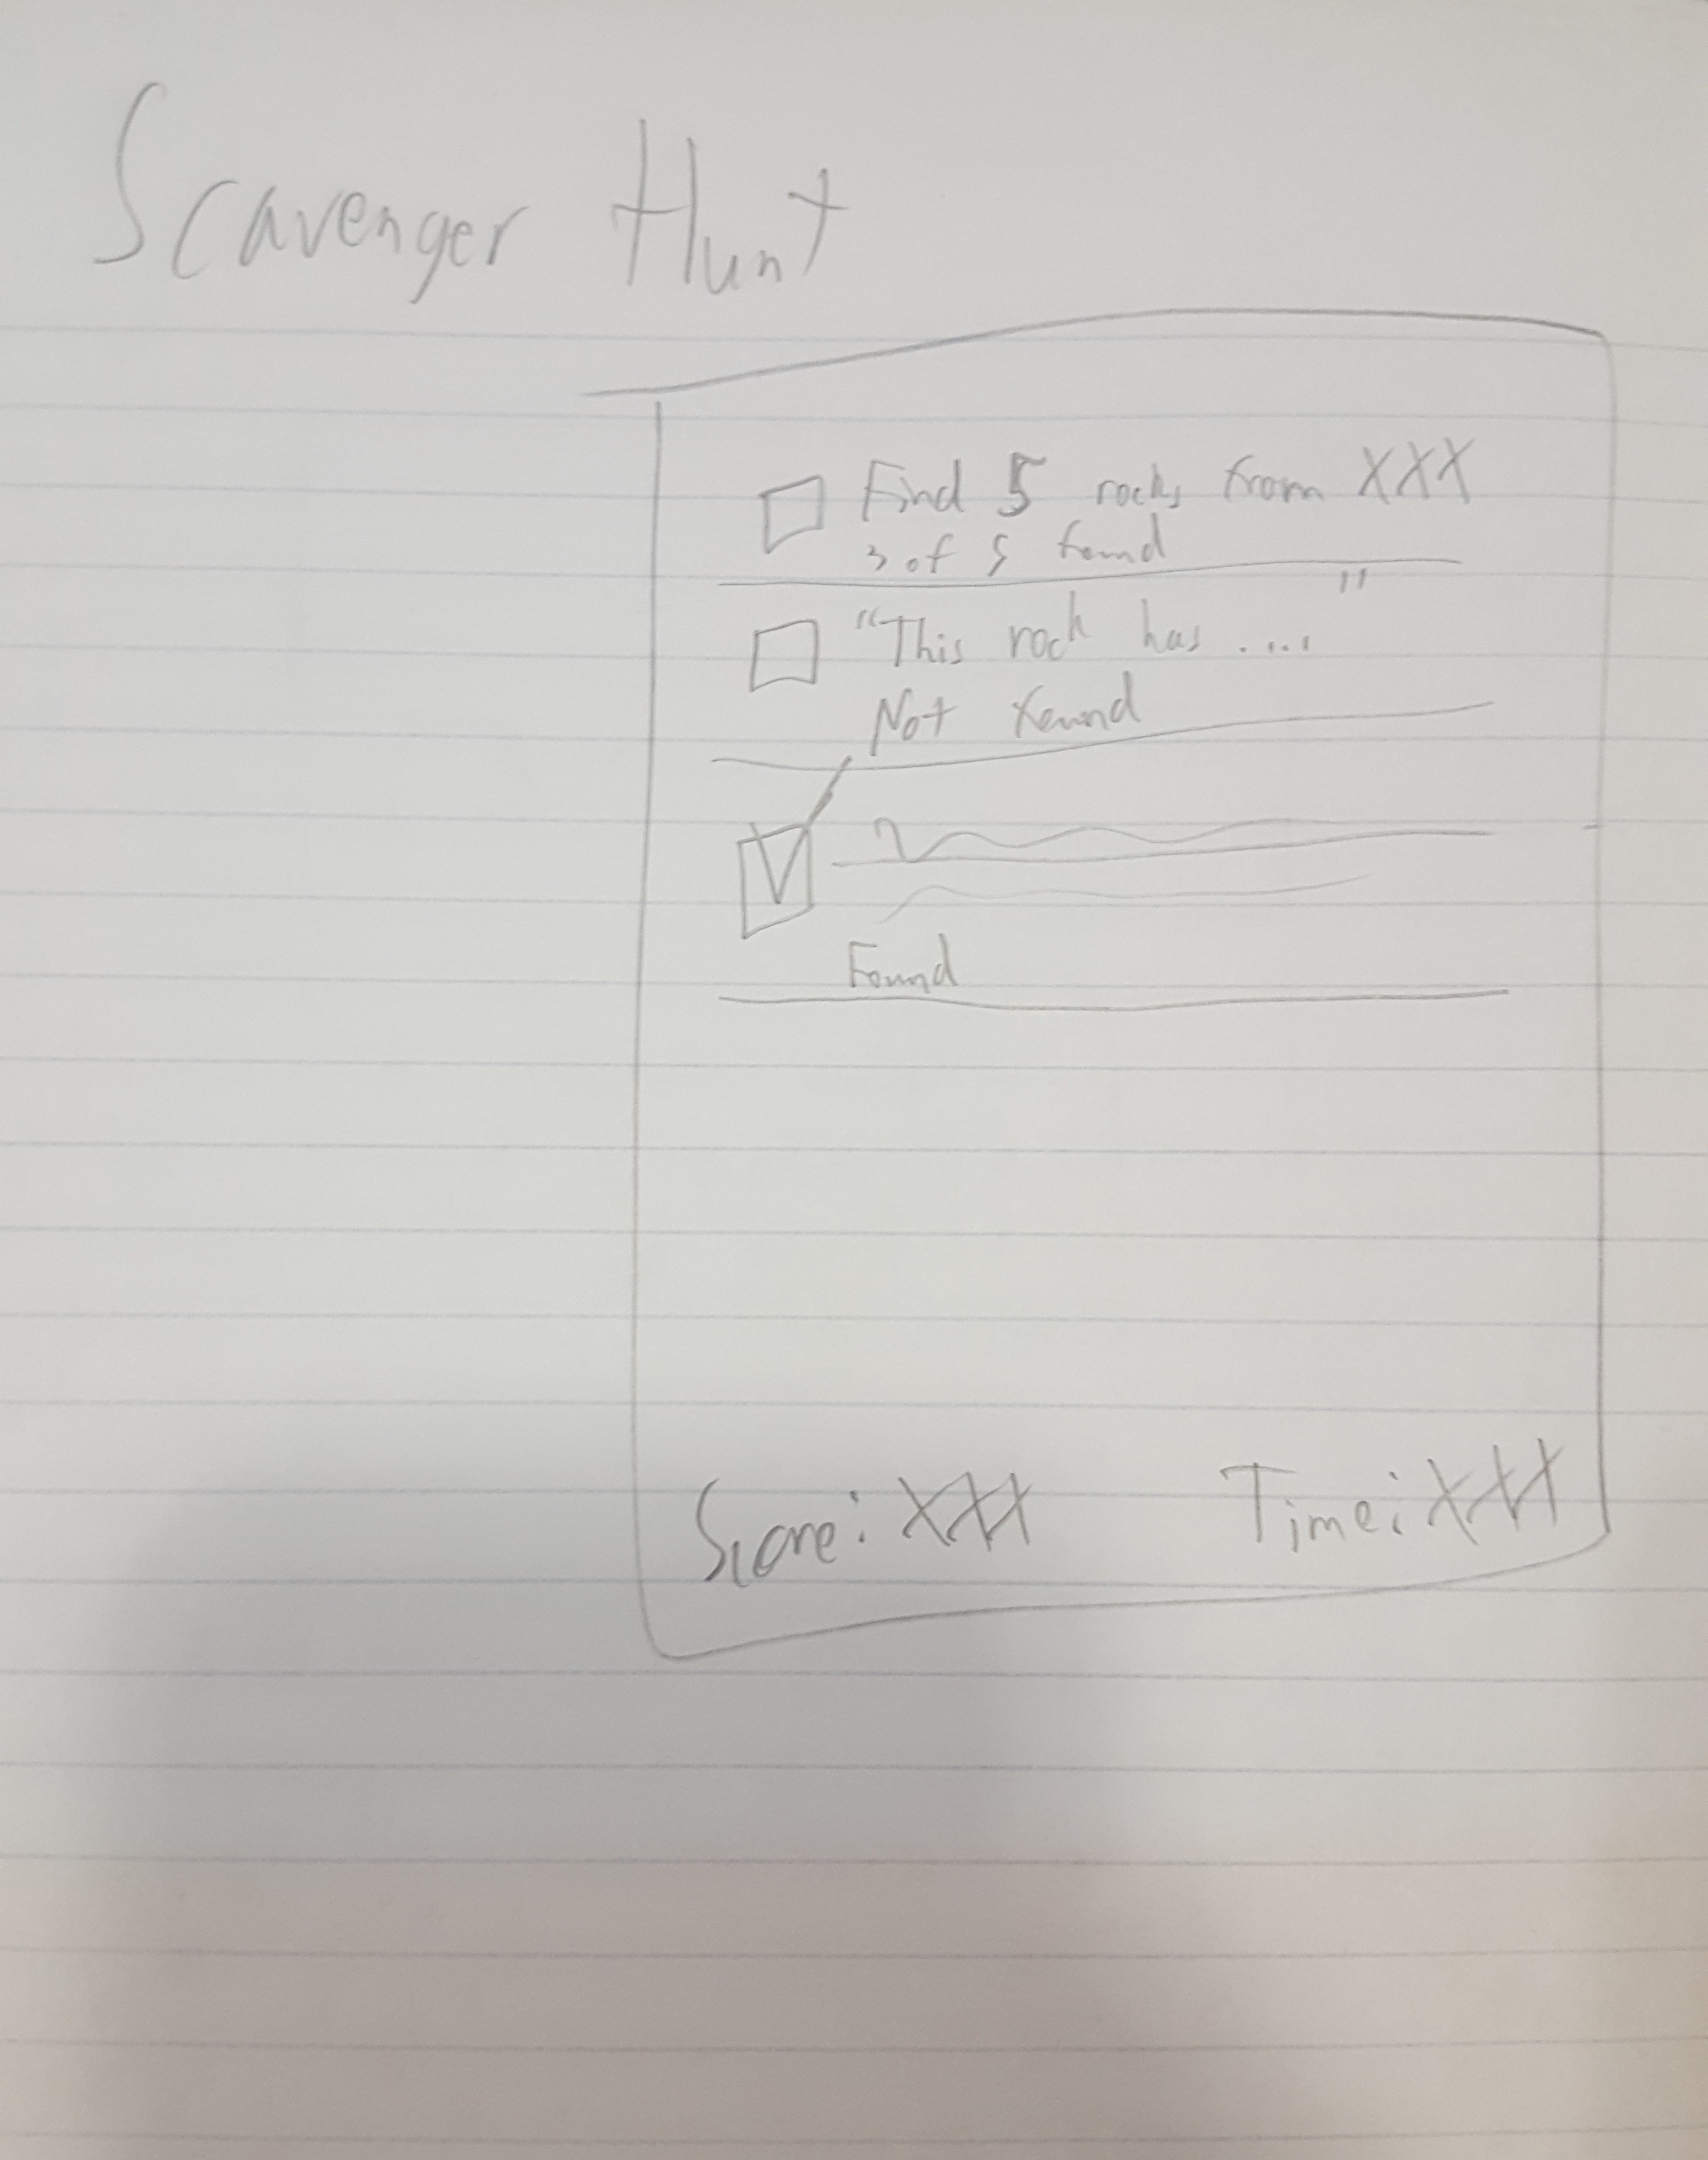 Scavenger Hunt
Find 5 rocks from XXX
3 of 5 found
"This rock has ....."
Not found
Found
Score: XXX Time: XXX